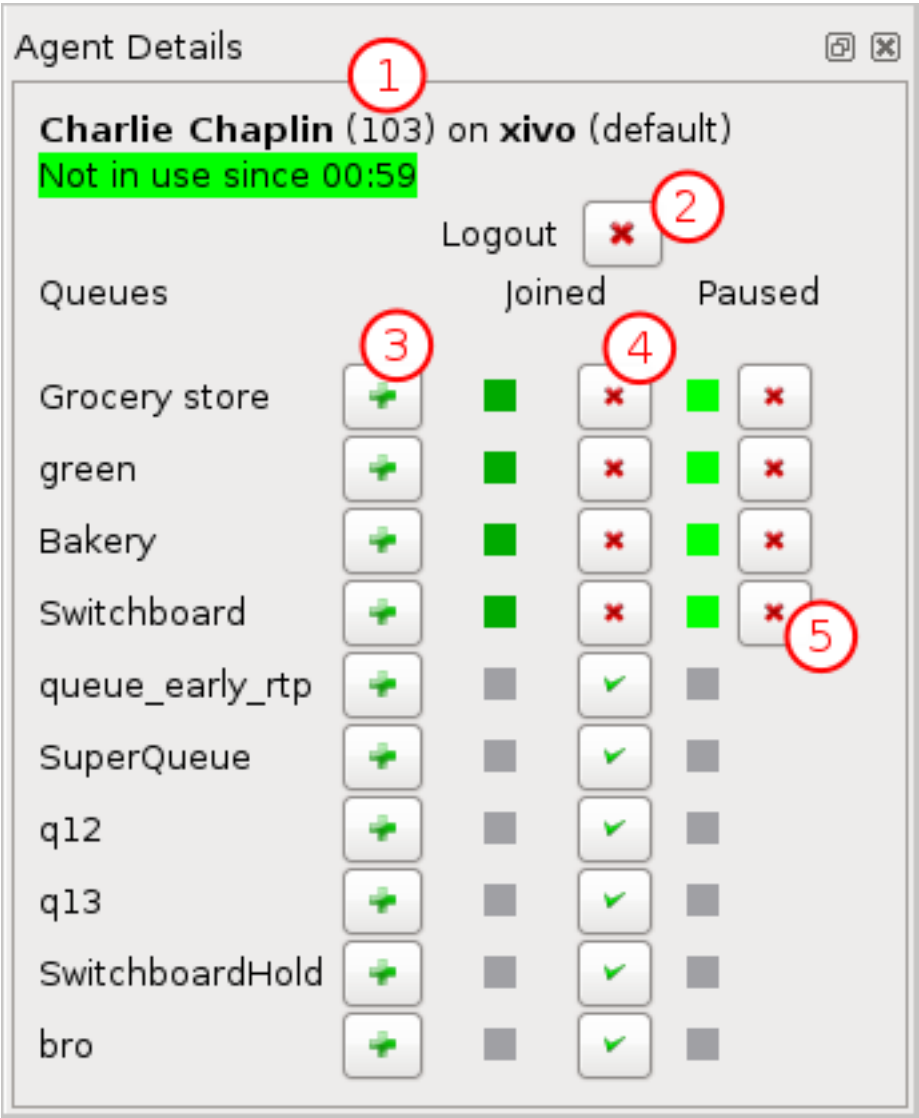 Agent Details
1
Charlie Chaplin (103) on xivo (default)
Not in use since 00:59
Logout 2
Queues Joined Paused
3 4
Grocery store
green
Bakery
Switchboard
5
queue_early_rtp
SuperQueue
q12
q13
SwitchboardHold
bro